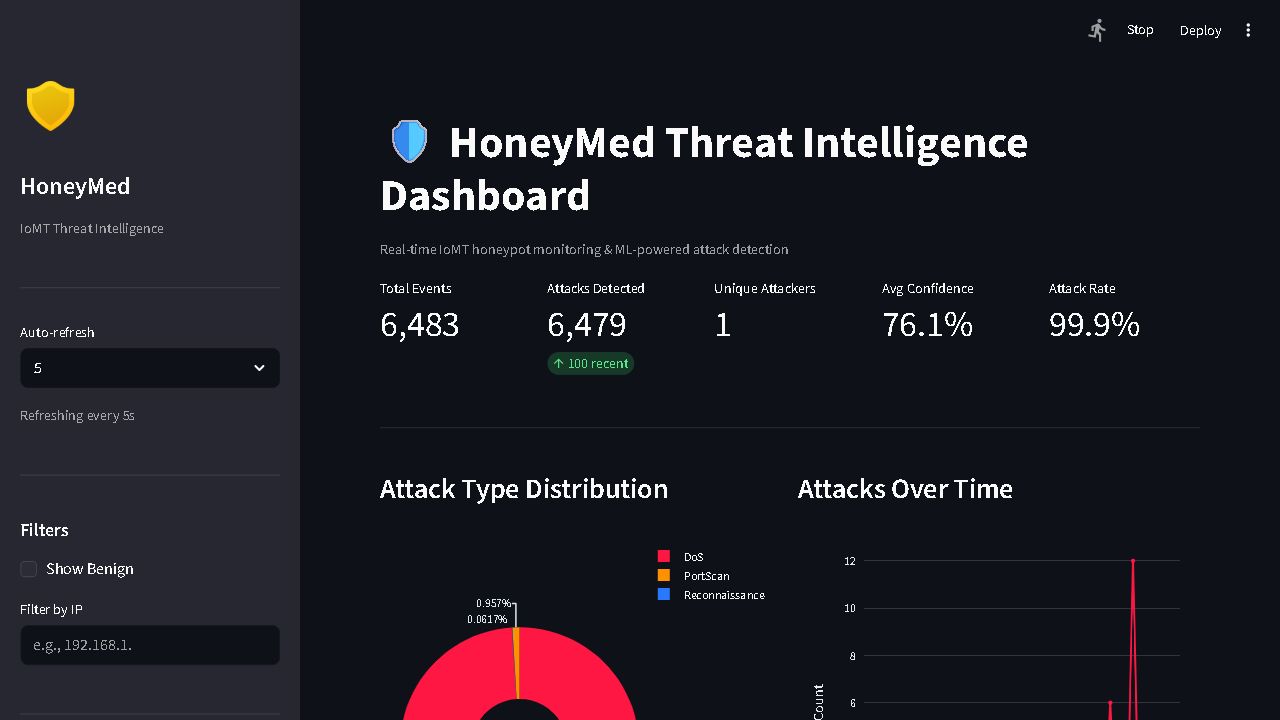 Stop
Deploy
HoneyMed
IoMT Threat Intelligence
Auto-refresh
5
Refreshing every 5s
Filters
Show Benign
Filter by IP
e.g., 192.168.1.
HoneyMed Threat Intelligence
Dashboard
Real-time IoMT honeypot monitoring & ML-powered attack detection
Total Events
6,483
Attacks Detected
6,479
↑ 100 recent
Unique Attackers
1
Avg Confidence
76.1%
Attack Rate
99.9%
Attack Type Distribution
DoS
PortScan
Reconnaissance
0.957%
0.0617%
Attacks Over Time
12
10
8
6
Count